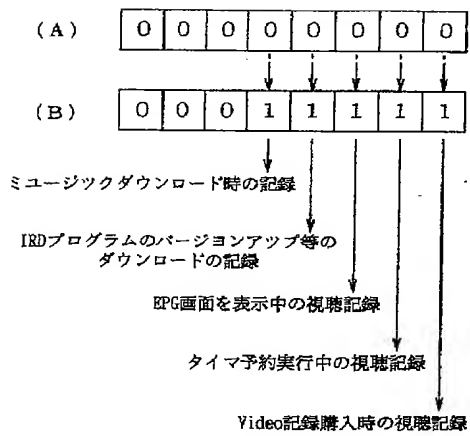 (A) 0 0 0 0 0 0 0 0
(B) 0 0 0 1 1 1 1 1
ミユージツクダウンロード時の記録
IRDプログラムのバージヨンアツプ等の
ダウンロードの記録
EPG画面を表示中の視聴記録
タイマ予約実行中の視聴記録
Video記録購入時の視聴記録